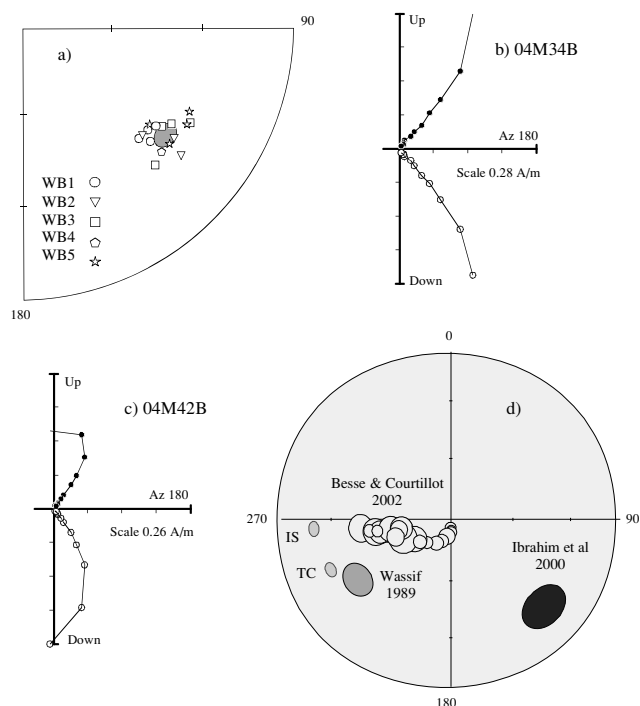 a)
90
WB1
WB2
WB3
WB4
WB5
180
Up
b) 04M34B
Az 180
Scale 0.28 A/m
Down
Up
c) 04M42B
Az 180
Scale 0.26 A/m
Down
0
d)
Besse & Courtillot
2002
270
90
IS
TC
Wassif
1989
Ibrahim et al
2000
180